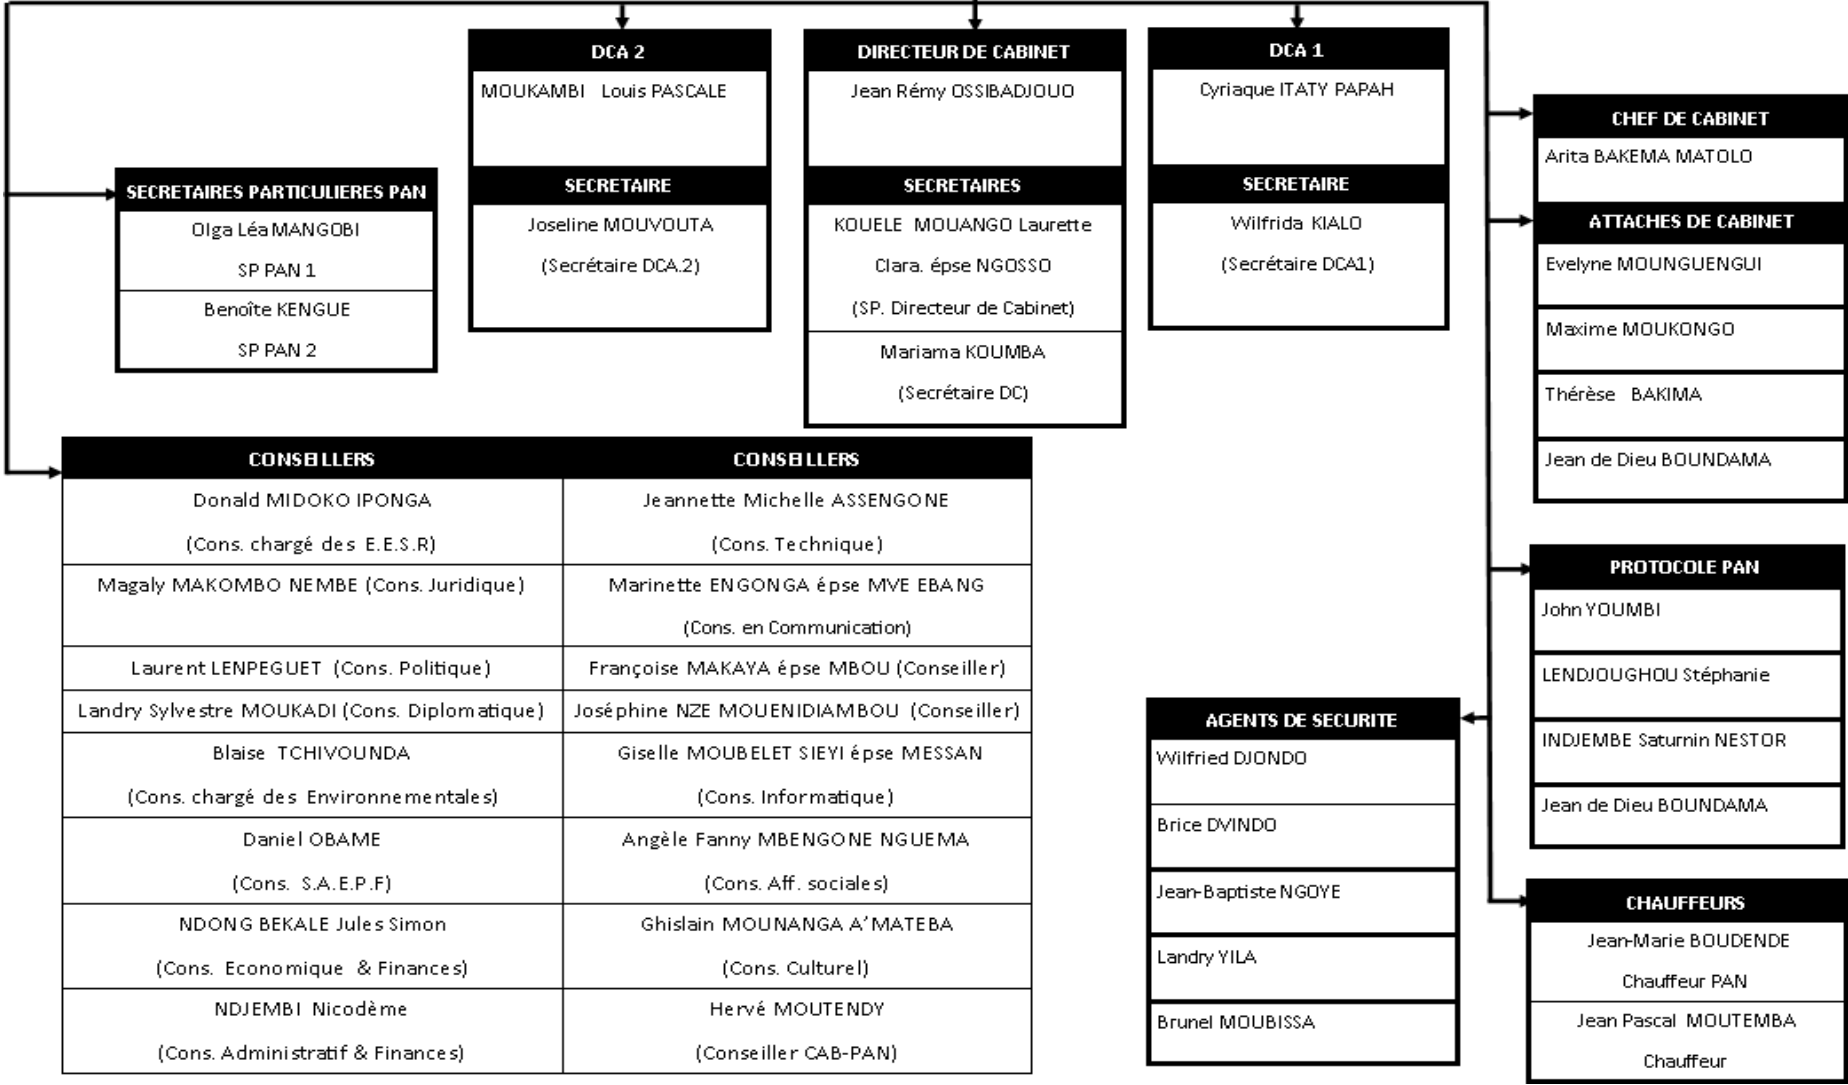 DCA 2
MOUKAMBI Louis PASCALE
SECRETAIRE
Joseline MOUVOUTA
(Secrétaire DCA.2)
DIRECTEUR DE CABINET
Jean Rémy OSSIBADJOUO
SECRETAIRES
KOUELE MOUANGO Laurette
Clara. épse NGOSSO
(SP. Directeur de Cabinet)
Mariama KOUMBA
(Secrétaire DC)
DCA 1
Cyriaque ITATY PAPAH
SECRETAIRE
Wilfrida KIALO
(Secrétaire DCA1)
CHEF DE CABINET
Arita BAKEMA MATOLO
ATTACHES DE CABINET
Evelyne MOUNGUENGUI
Maxime MOUKONGO
Thérèse BAKIMA
Jean de Dieu BOUNDAMA
SECRETAIRES PARTICULIERES PAN
Olga Léa MANGOBI
SP PAN 1
Benoîte KENGUE
SP PAN 2
CONSEILLERS
Donald MIDOKO IPONGA
(Cons. chargé des E.E.S.R)
Magaly MAKOMBO NEMBE (Cons. Juridique)
Laurent LENPEGUET (Cons. Politique)
Landry Sylvestre MOUKADI (Cons. Diplomatique)
Blaise TCHIVOUNDA
(Cons. chargé des Environnementales)
Daniel OBAME
(Cons. S.A.E.P.F)
NDONG BEKALE Jules Simon
(Cons. Economique & Finances)
NDJEMBI Nicodème
(Cons. Administratif & Finances)
CONSEILLERS
Jeannette Michelle ASSENGONE
(Cons. Technique)
Marinette ENGONGA épse MVE EBANG
(Cons. en Communication)
Françoise MAKAYA épse MBOU (Conseiller)
Joséphine NZE MOUENIDIAMBOU (Conseiller)
Giselle MOUBELET SIEYI épse MESSAN
(Cons. Informatique)
Angèle Fanny MBENGONE NGUEMA
(Cons. Aff. sociales)
Ghislain MOUNANGA A'MATEBA
(Cons. Culturel)
Hervé MOUTENDY
(Conseiller CAB-PAN)
AGENTS DE SECURITE
Wilfried DJONDO
Brice DVINDO
Jean-Baptiste NGOYE
Landry YILA
Brunel MOUBISSA
PROTOCOLE PAN
John YOUMBI
LENDJOUGHOU Stéphanie
INDJEMBE Saturnin NESTOR
Jean de Dieu BOUNDAMA
CHAUFFEURS
Jean-Marie BOUDENDE
Chauffeur PAN
Jean Pascal MOUTEMBA
Chauffeur